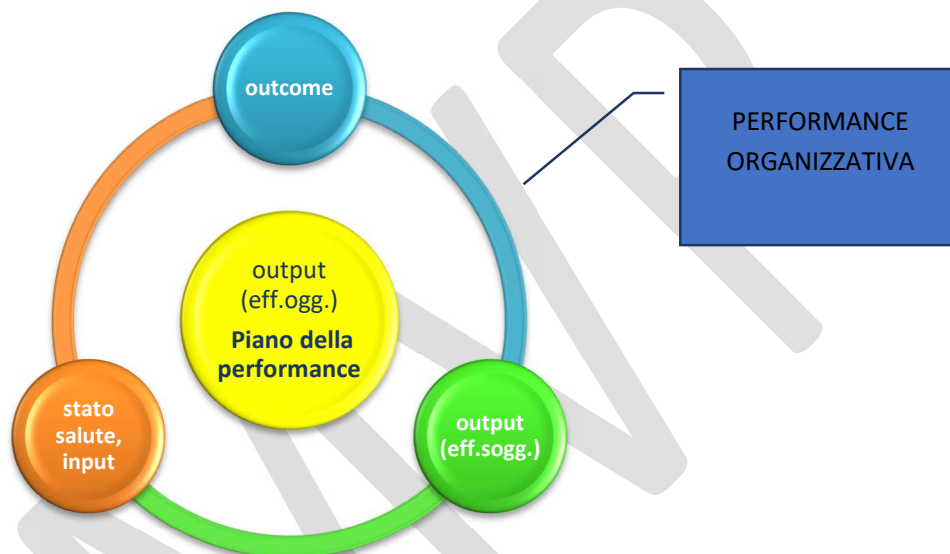 outcome
PERFORMANCE
ORGANIZZATIVA
output
(eff.ogg.)
Piano della
performance
stato
salute,
input
output
(eff.sogg.)